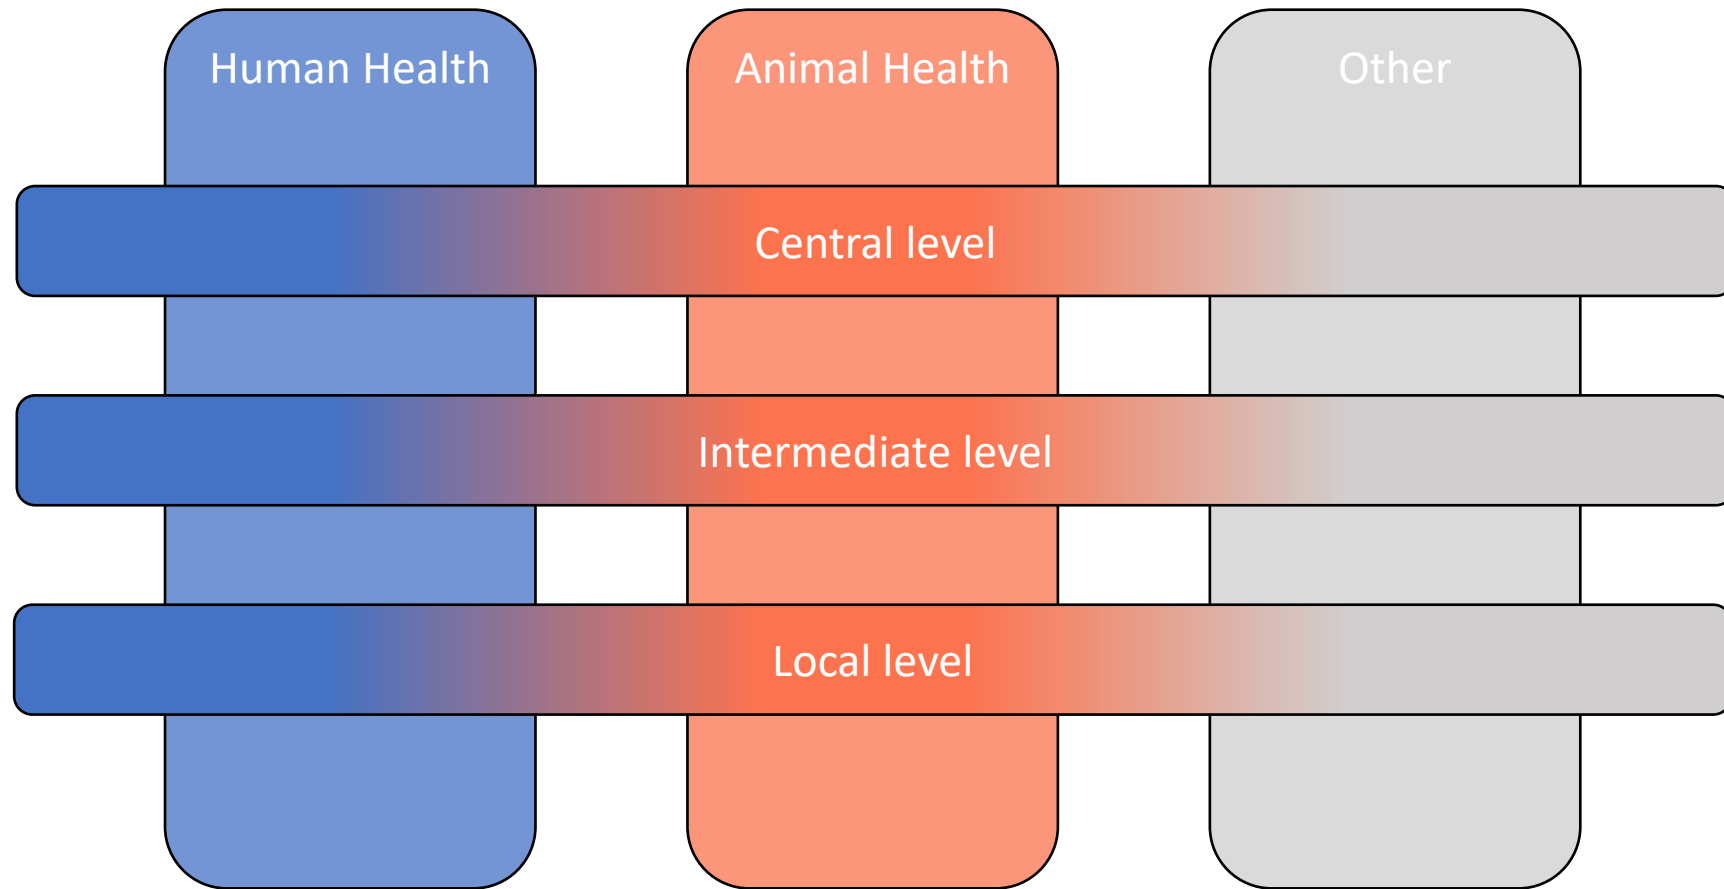 Human Health
Animal Health
Other
Central level
Intermediate level
Local level